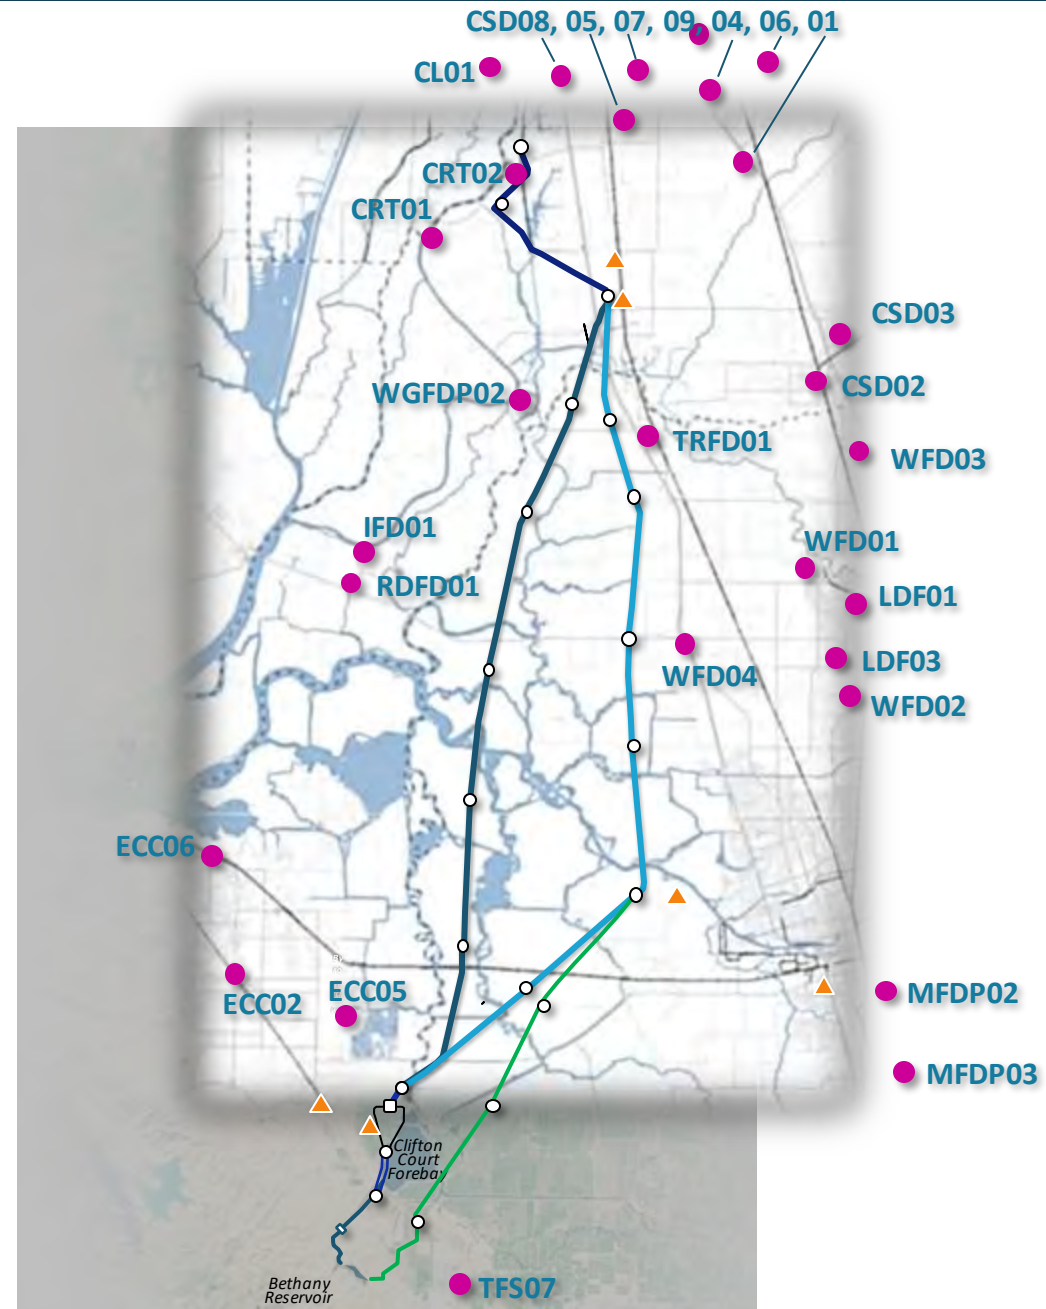 CSD08, 05, 07, 09, 04, 06, 01
CL01
CRT02
CRT01
CSD03
CSD02
WGFDP02
TRFD01
WFD03
IFD01
WFD01
RDFD01
LDF01
LDF03
WFD04
WFD02
ECC06
ECC05
ECC02
MFDP02
MFDP03
Clifton
Court
Forebay
Bethany
Reservoir
TFS07